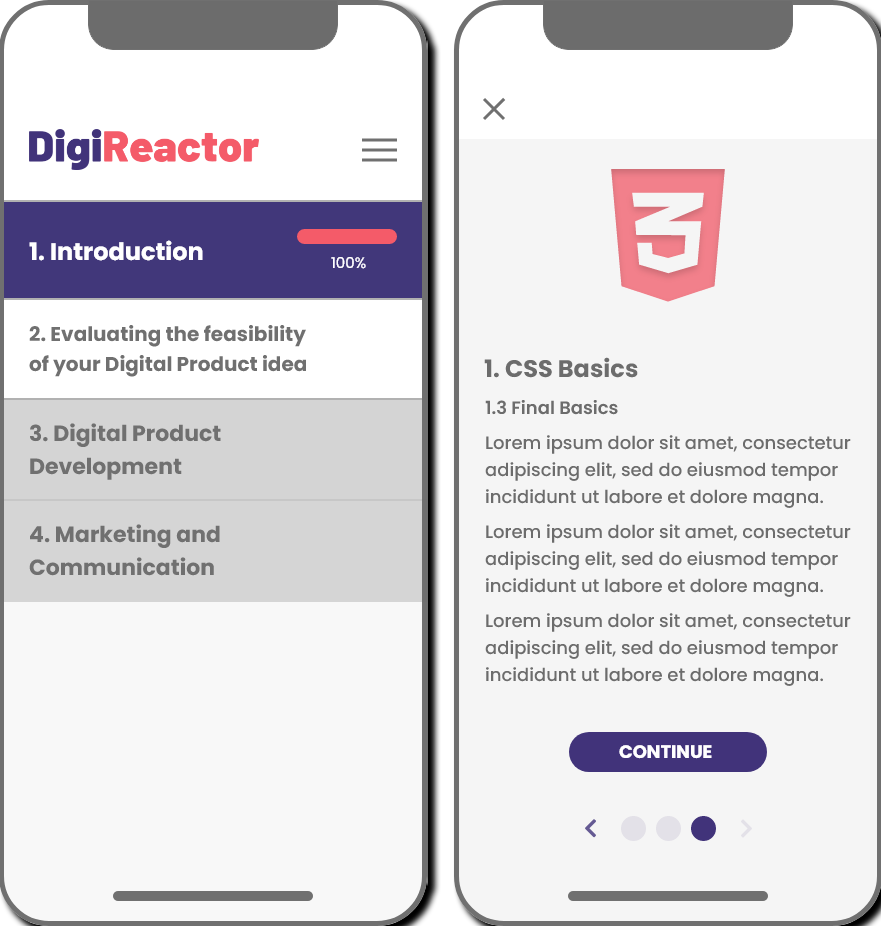 DigiReactor
1. Introduction
100%
2. Evaluating the feasibility
of your Digital Product idea
3. Digital Product
Development
4. Marketing and
Communication
1. CSS Basics
1.3 Final Basics
Lorem ipsum dolor sit amet, consectetur
adipiscing elit, sed do eiusmod tempor
incididunt ut labore et dolore magna.
Lorem ipsum dolor sit amet, consectetur
adipiscing elit, sed do eiusmod tempor
incididunt ut labore et dolore magna.
Lorem ipsum dolor sit amet, consectetur
adipiscing elit, sed do eiusmod tempor
incididunt ut labore et dolore magna.
CONTINUE